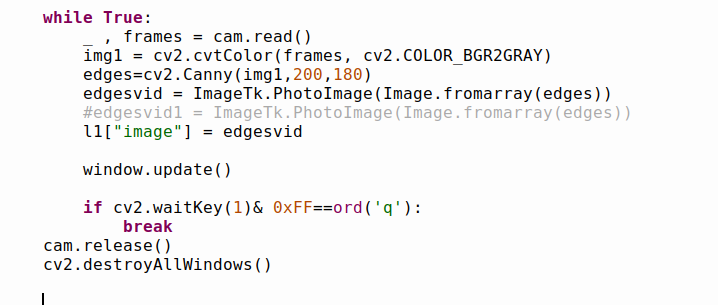 while True:
    _ , frames = cam.read()
    img1 = cv2.cvtColor(frames, cv2.COLOR_BGR2GRAY)
    edges=cv2.Canny(img1,200,180)
    edgesvid = ImageTk.PhotoImage(Image.fromarray(edges))
    #edgesvid1 = ImageTk.PhotoImage(Image.fromarray(edges))
    l1["image"] = edgesvid

    window.update()

    if cv2.waitKey(1)& 0xFF==ord('q'):
        break
cam.release()
cv2.destroyAllWindows()